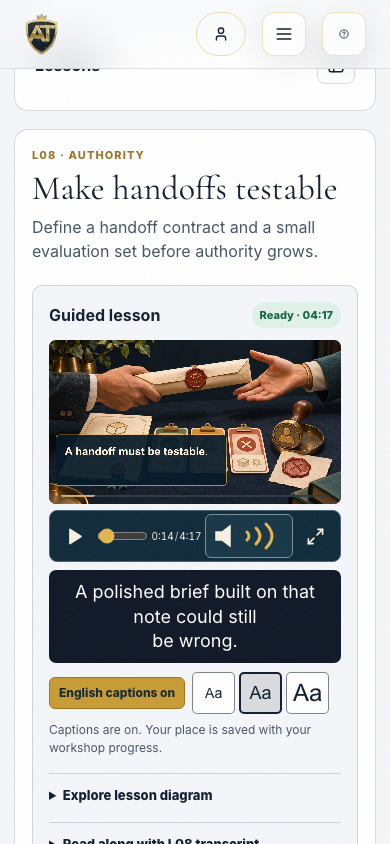 AT
Lessons
L08 · AUTHORITY
Make handoffs testable
Define a handoff contract and a small
evaluation set before authority grows.
Guided lesson
Ready · 04:17
A handoff must be testable.
0:14/4:17
A polished brief built on that
note could still
be wrong.
English captions on
Aa
Aa
Aa
Captions are on. Your place is saved with your
workshop progress.
Explore lesson diagram
Read along with L08 transcript